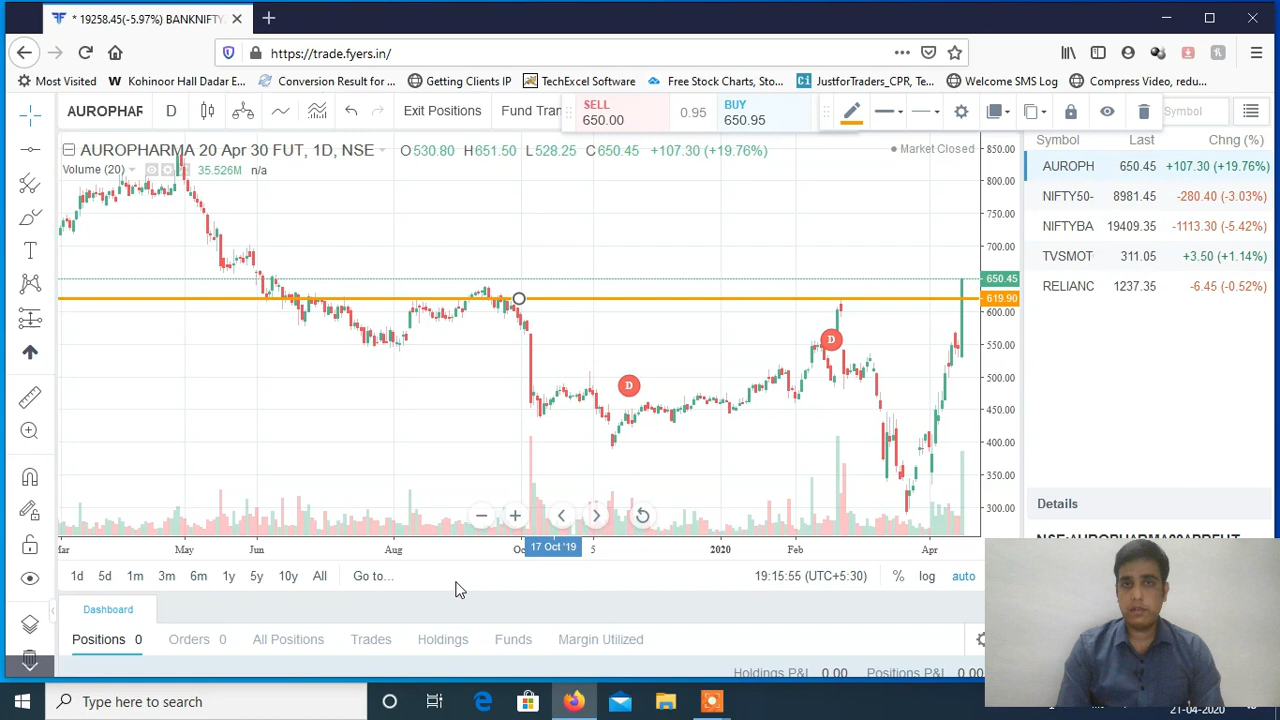 * 19258.45(-5.97%) BANKNIFTY
https://trade.fyers.in/
Most Visited
Kohinoor Hall Dadar E...
Conversion Result for ...
Getting Clients IP
TechExcel Software
Free Stock Charts, Sto...
JustforTraders_CPR, Te...
Welcome SMS Log
Compress Video, redu...
AUROPHAR
D
Exit Positions
Fund Tran
SELL
650.00
0.95
BUY
650.95
Symbol
AUROPHARMA 20 Apr 30 FUT, 1D, NSE
O530.80 H651.50 L528.25 C650.45 +107.30 (+19.76%)
Market Closed
Volume (20)
35.526M n/a
Symbol Last Chng (%)
AUROPH 650.45 +107.30 (+19.76%)
NIFTY50- 8981.45 -280.40 (-3.03%)
NIFTYBA 19409.35 -1113.30 (-5.42%)
TVSMOT 311.05 +3.50 (+1.14%)
RELIANC 1237.35 -6.45 (-0.52%)
850.00
800.00
750.00
700.00
650.45
619.90
600.00
550.00
500.00
450.00
400.00
350.00
300.00
D
D
Details
Mar May Jun Aug Oc 17 Oct '19 5 2020 Feb Apr
1d 5d 1m 3m 6m 1y 5y 10y All Go to...
19:15:55 (UTC+5:30) % log auto
Dashboard
Positions 0 Orders 0 All Positions Trades Holdings Funds Margin Utilized
Holdings P&L 0.00 Positions P&L 0.00
Type here to search
21-04-2020